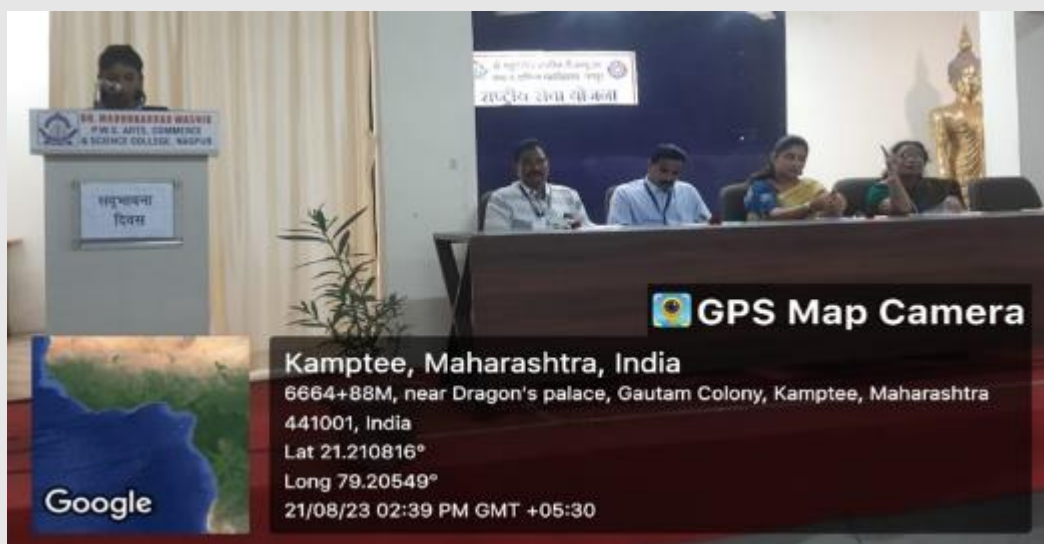 DR. MADHUKARRAO WASNIK
P.W.S. ARTS, COMMERCE
& SCIENCE COLLEGE, NAGPUR
सद्भावना
दिवस
राष्ट्रीय सेवा योजना
GPS Map Camera
Kamptee, Maharashtra, India
6664+88M, near Dragon's palace, Gautam Colony, Kamptee, Maharashtra
441001, India
Lat 21.210816°
Long 79.20549°
21/08/23 02:39 PM GMT +05:30
Google